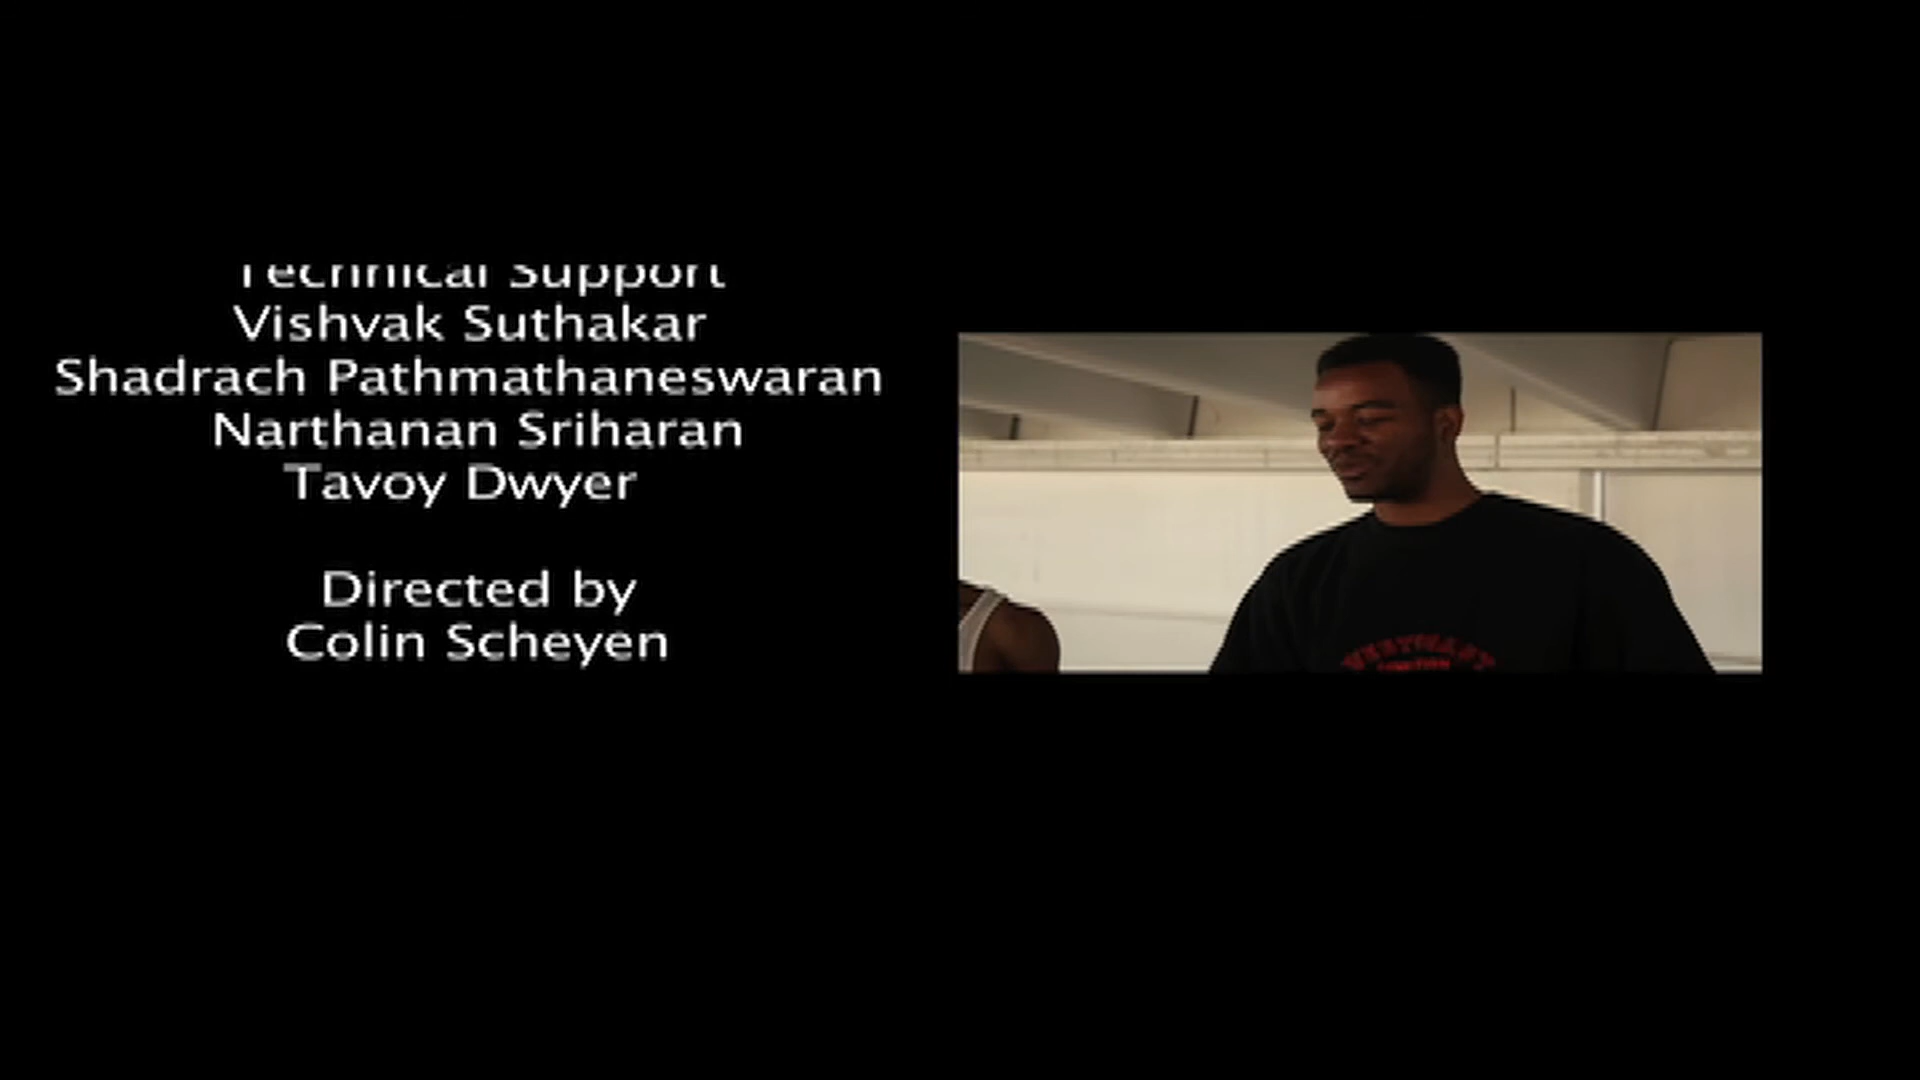 Technical Support
Vishvak Suthakar
Shadrach Pathmathaneswaran
Narthanan Sriharan
Tavoy Dwyer
Directed by
Colin Scheyen